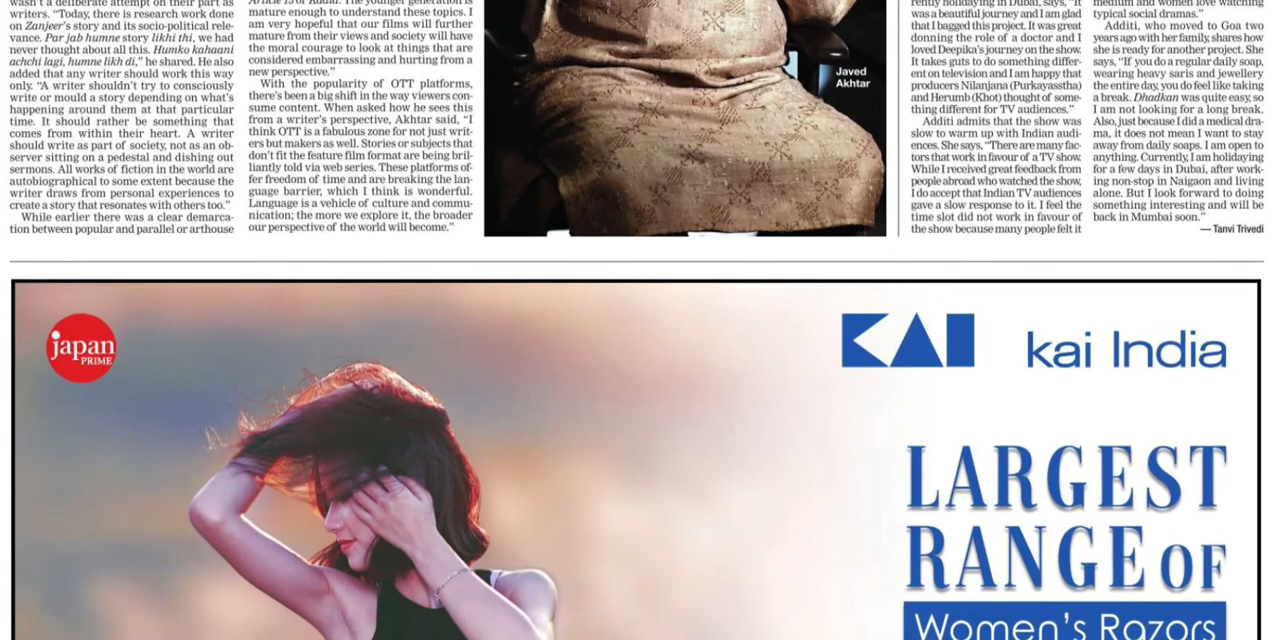 wasn't a deliberate attempt on their part as
writers. "Today, there is research work done
on Zanjeer's story and its socio-political rele-
vance. Par jab humne story likhi thi, we had
never thought about all this. Humko kahaani
achchi lagi, humne likh di," he shared. He also
added that any writer should work this way
only. "A writer shouldn't try to consciously
write or mould a story depending on what's
happening around them at that particular
time. It should rather be something that
comes from within their heart. A writer
should write as part of society, not as an ob-
server sitting on a pedestal and dishing out
sermons. All works of fiction in the world are
autobiographical to some extent because the
writer draws from personal experiences to
create a story that resonates with others too."
While earlier there was a clear demarca-
tion between popular and parallel or arthouse
mature enough to understand these topics. I
am very hopeful that our films will further
mature from their views and society will have
the moral courage to look at things that are
considered embarrassing and hurting from a
new perspective."
With the popularity of OTT platforms,
there's been a big shift in the way viewers con-
sume content. When asked how he sees this
from a writer's perspective, Akhtar said, "I
think OTT is a fabulous zone for not just writ-
ers but makers as well. Stories or subjects that
don't fit the feature film format are being bril-
liantly told via web series. These platforms of-
fer freedom of time and are breaking the lan-
guage barrier, which I think is wonderful.
Language is a vehicle of culture and commu-
nication; the more we explore it, the broader
our perspective of the world will become."
Javed
Akhtar
rently holidaying in Dubai, says, "It
was a beautiful journey and I am glad
that I bagged this project. It was great
donning the role of a doctor and I
loved Deepika's journey on the show.
It takes guts to do something differ-
ent on television and I am happy that
producers Nilanjana (Purkayasstha)
and Herumb (Khot) thought of some-
thing different for TV audiences."
Additi admits that the show was
slow to warm up with Indian audi-
ences. She says, "There are many fac-
tors that work in favour of a TV show.
While I received great feedback from
people abroad who watched the show,
I do accept that Indian TV audiences
gave a slow response to it. I feel the
time slot did not work in favour of
the show because many people felt it
medium and women love watching
typical social dramas."
Additi, who moved to Goa two
years ago with her family, shares how
she is ready for another project. She
says, "If you do a regular daily soap,
wearing heavy saris and jewellery
the entire day, you do feel like taking
a break. Dhadkan was quite easy, so
I am not looking for a long break.
Also, just because I did a medical dra-
ma, it does not mean I want to stay
away from daily soaps. I am open to
anything. Currently, I am holidaying
for a few days in Dubai, after work-
ing non-stop in Naigaon and living
alone. But I look forward to doing
something interesting and will be
back in Mumbai soon."
— Tanvi Trivedi
japan
PRIME
KAI
kai India
LARGEST
RANGE OF
Women's Rozors